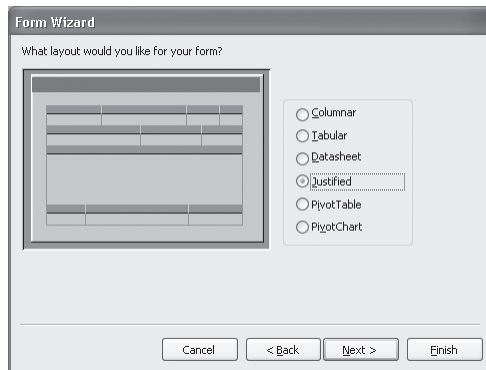 Form Wizard
What layout would you like for your form?
Columnar
Tabular
Datasheet
Justified
PivotTable
PivotChart
Cancel
< Back
Next >
Finish